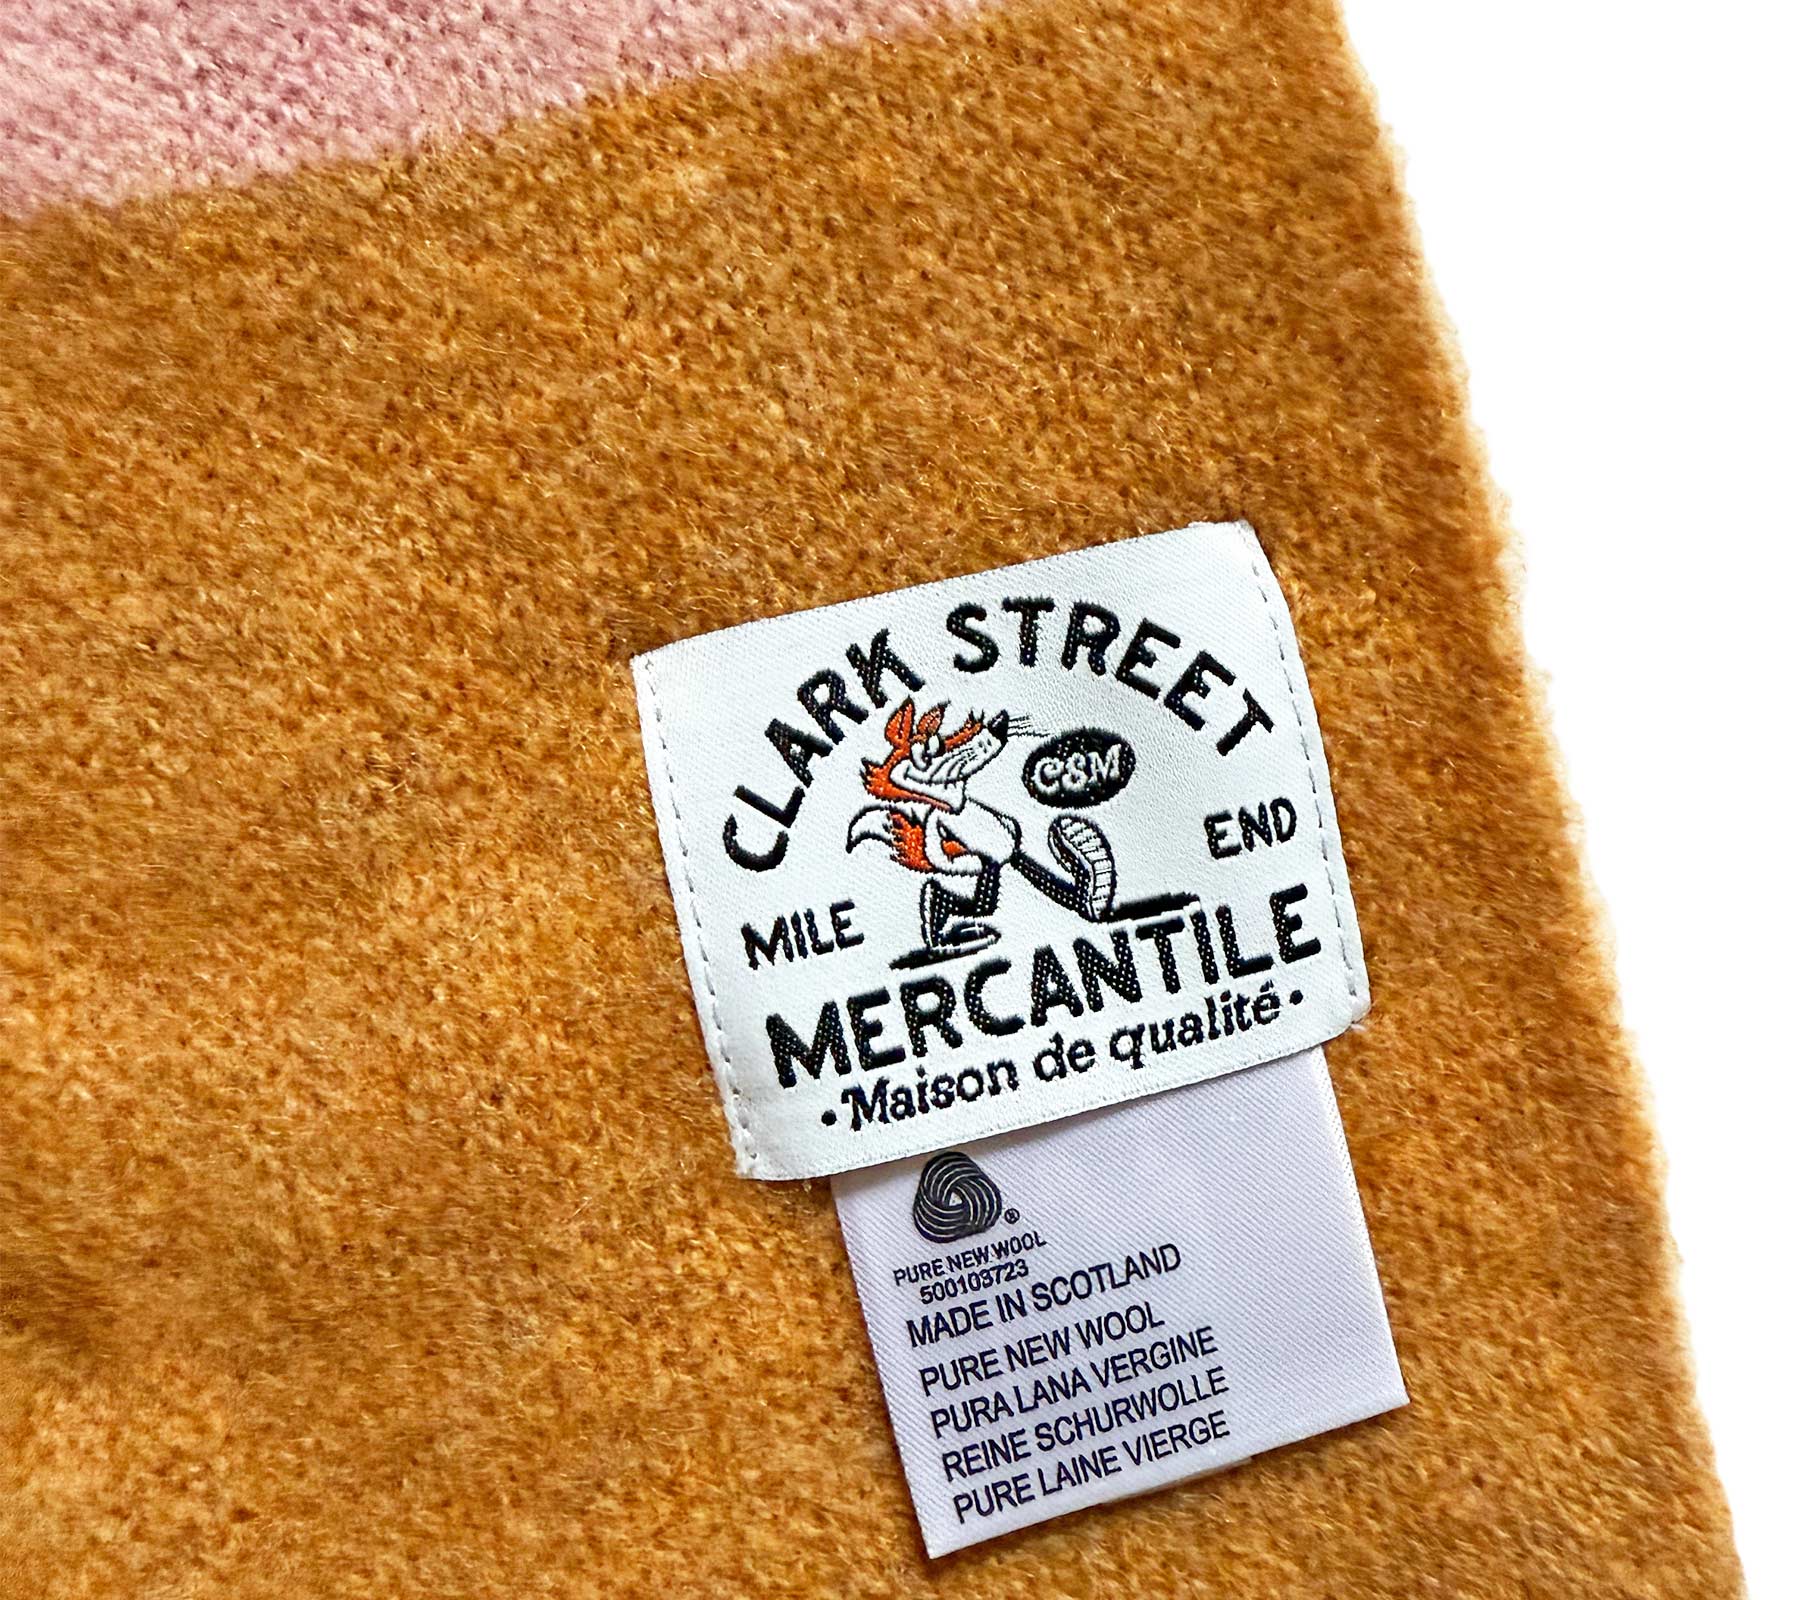 CLARK STREET
CSM
MILE END
MERCANTILE
•Maison de qualité•
®
PURE NEW WOOL
500103723
MADE IN SCOTLAND
PURE NEW WOOL
PURA LANA VERGINE
REINE SCHURWOLLE
PURE LAINE VIERGE